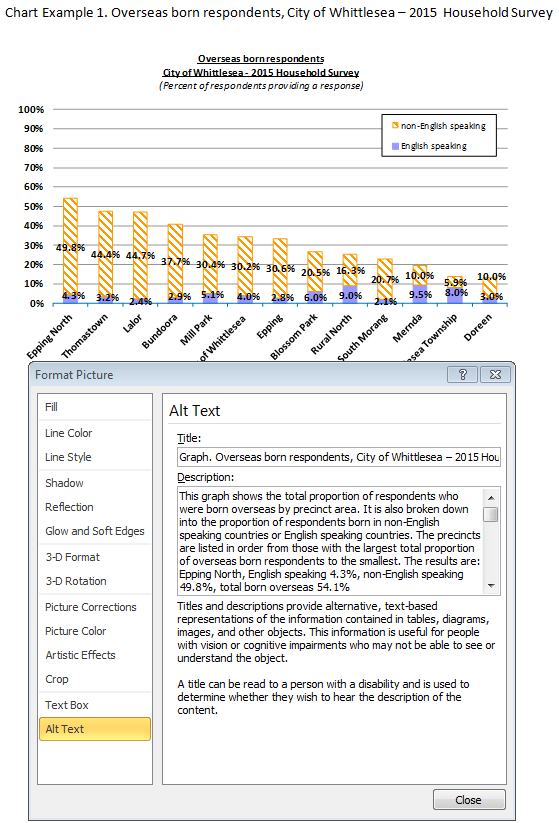 Chart Example 1. Overseas born respondents, City of Whittlesea – 2015 Household Survey
Overseas born respondents
City of Whittlesea - 2015 Household Survey
(Percent of respondents providing a response)
100%
90%
80%
70%
60%
50%
40%
30%
20%
10%
0%
non-English speaking
English speaking
49.8% 44.4% 44.7% 37.7% 30.4% 30.2% 30.6% 20.5% 16.3% 20.7% 10.0% 5.9% 10.0%
4.3% 3.2% 2.4% 2.9% 5.1% 4.0% 2.8% 6.0% 9.0% 2.1% 9.5% 8.0% 3.0%
Epping North
Thomastown
Lalor
Bundoora
Mill Park
of Whittlesea
Epping
Blossom Park
Rural North
South Morang
Mernda
sea Township
Doreen
Format Picture
Fill
Line Color
Line Style
Shadow
Reflection
Glow and Soft Edges
3-D Format
3-D Rotation
Picture Corrections
Picture Color
Artistic Effects
Crop
Text Box
Alt Text
Alt Text
Title:
Graph. Overseas born respondents, City of Whittlesea – 2015 Hou
Description:
This graph shows the total proportion of respondents who
were born overseas by precinct area. It is also broken down
into the proportion of respondents born in non-English
speaking countries or English speaking countries. The precincts
are listed in order from those with the largest total proportion
of overseas born respondents to the smallest. The results are:
Epping North, English speaking 4.3%, non-English speaking
49.8%, total born overseas 54.1%
Titles and descriptions provide alternative, text-based
representations of the information contained in tables, diagrams,
images, and other objects. This information is useful for people
with vision or cognitive impairments who may not be able to see or
understand the object.
A title can be read to a person with a disability and is used to
determine whether they wish to hear the description of the
content.
Close